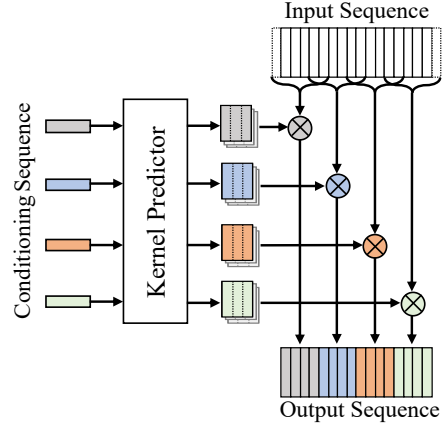 Input Sequence
Conditioning Sequence
Kernel Predictor
Output Sequence